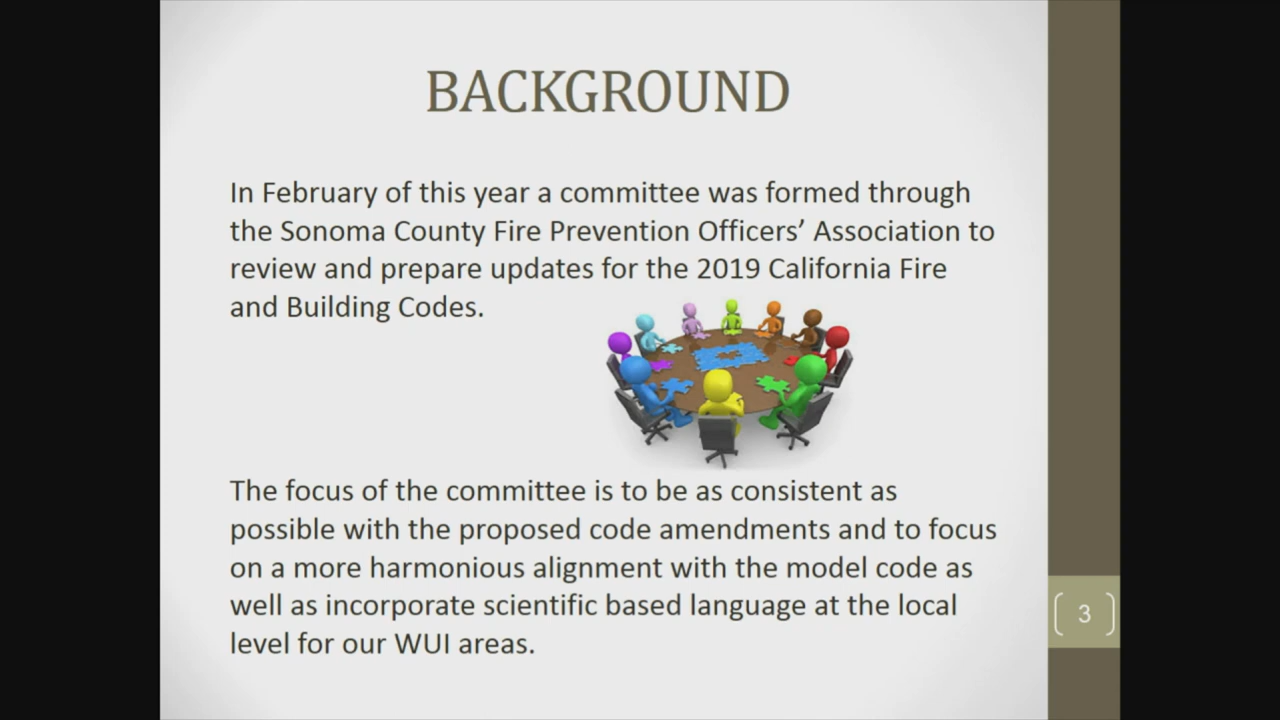 BACKGROUND
In February of this year a committee was formed through
the Sonoma County Fire Prevention Officers’ Association to
review and prepare updates for the 2019 California Fire
and Building Codes.
The focus of the committee is to be as consistent as
possible with the proposed code amendments and to focus
on a more harmonious alignment with the model code as
well as incorporate scientific based language at the local
level for our WUI areas.
3